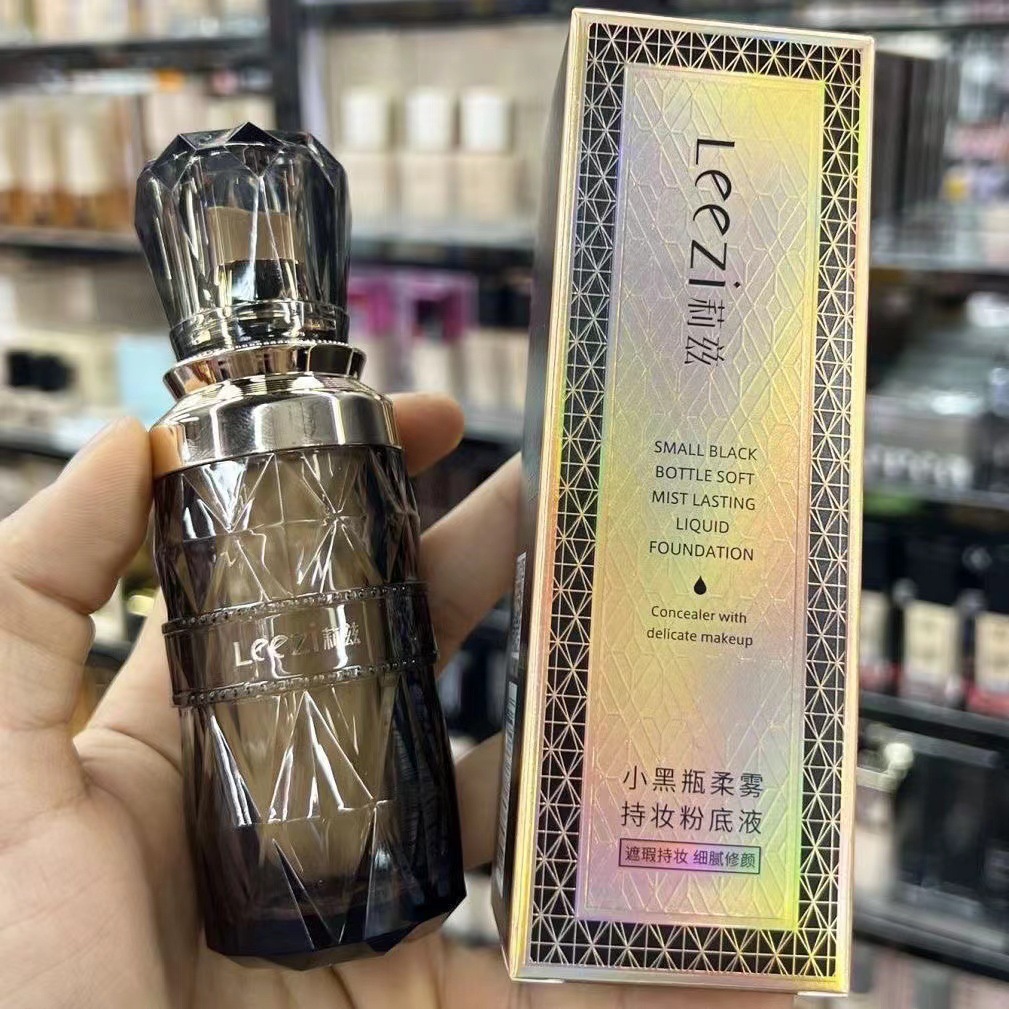 Leezi莉兹
Leezi莉兹
SMALL BLACK
BOTTLE SOFT
MIST LASTING
LIQUID
FOUNDATION
Concealer with
delicate makeup
小黑瓶柔雾
持妆粉底液
遮瑕持妆 细腻修颜